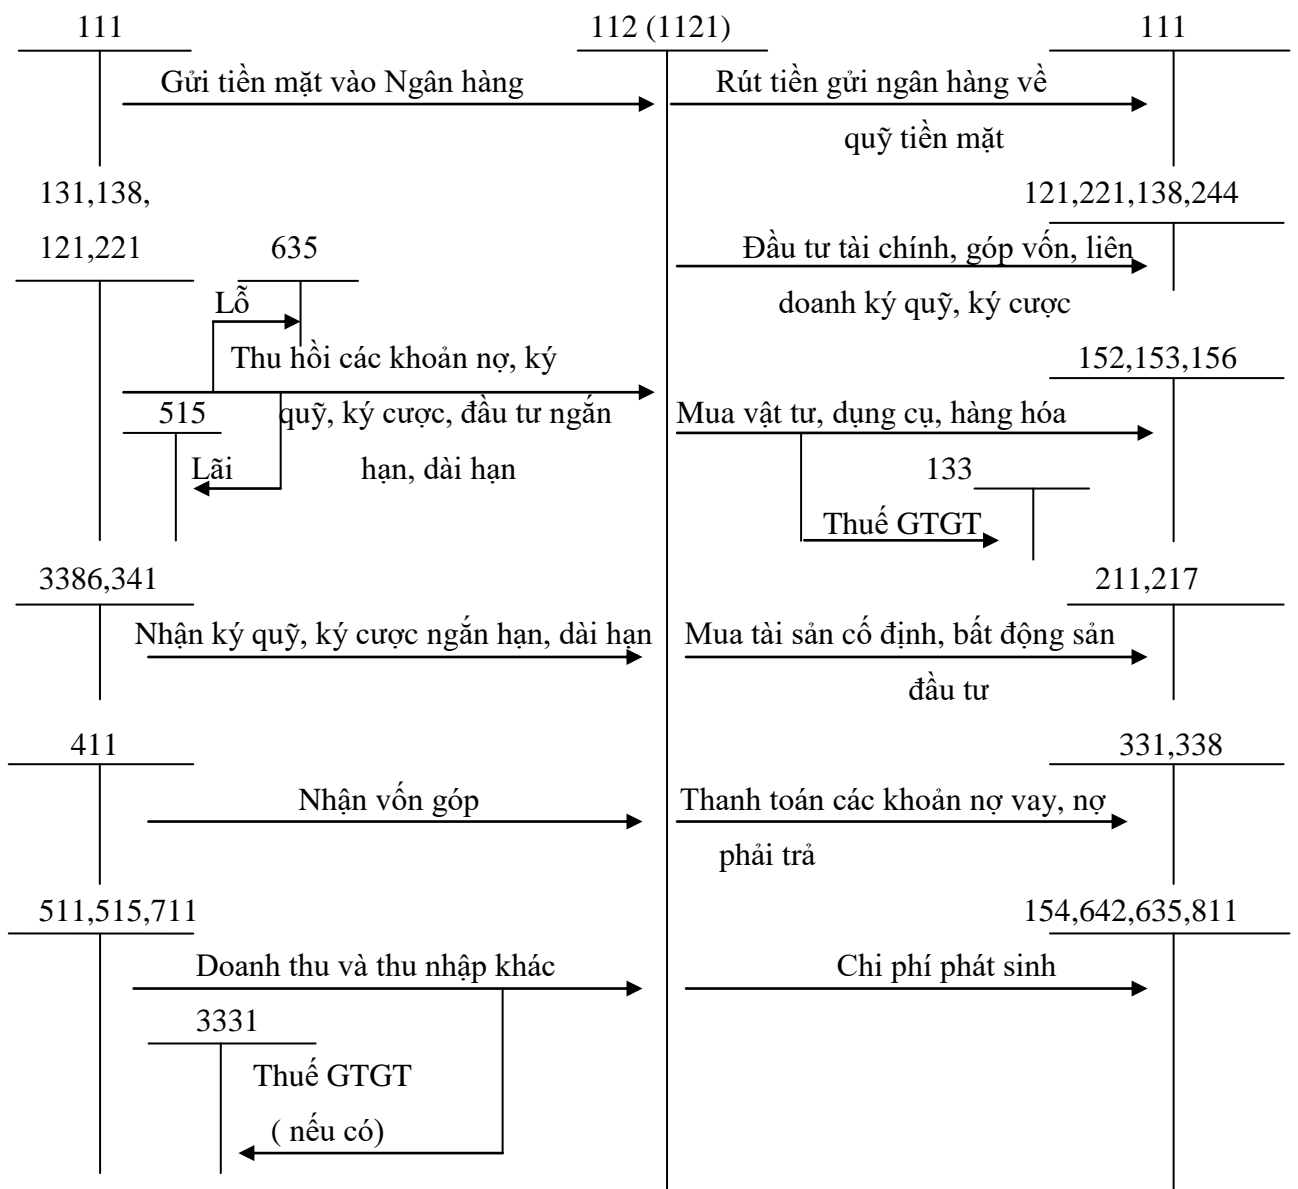 111 112 (1121) 111
Gửi tiền mặt vào Ngân hàng Rút tiền gửi ngân hàng về
quỹ tiền mặt
131,138, 121,221,138,244
121,221 635 Đầu tư tài chính, góp vốn, liên
Lỗ doanh ký quỹ, ký cược
Thu hồi các khoản nợ, ký 152,153,156
515 quỹ, ký cược, đầu tư ngắn Mua vật tư, dụng cụ, hàng hóa
Lãi hạn, dài hạn 133
Thuế GTGT
3386,341 211,217
Nhận ký quỹ, ký cược ngắn hạn, dài hạn Mua tài sản cố định, bất động sản
đầu tư
411 331,338
Nhận vốn góp Thanh toán các khoản nợ vay, nợ
phải trả
511,515,711 154,642,635,811
Doanh thu và thu nhập khác Chi phí phát sinh
3331
Thuế GTGT
( nếu có)